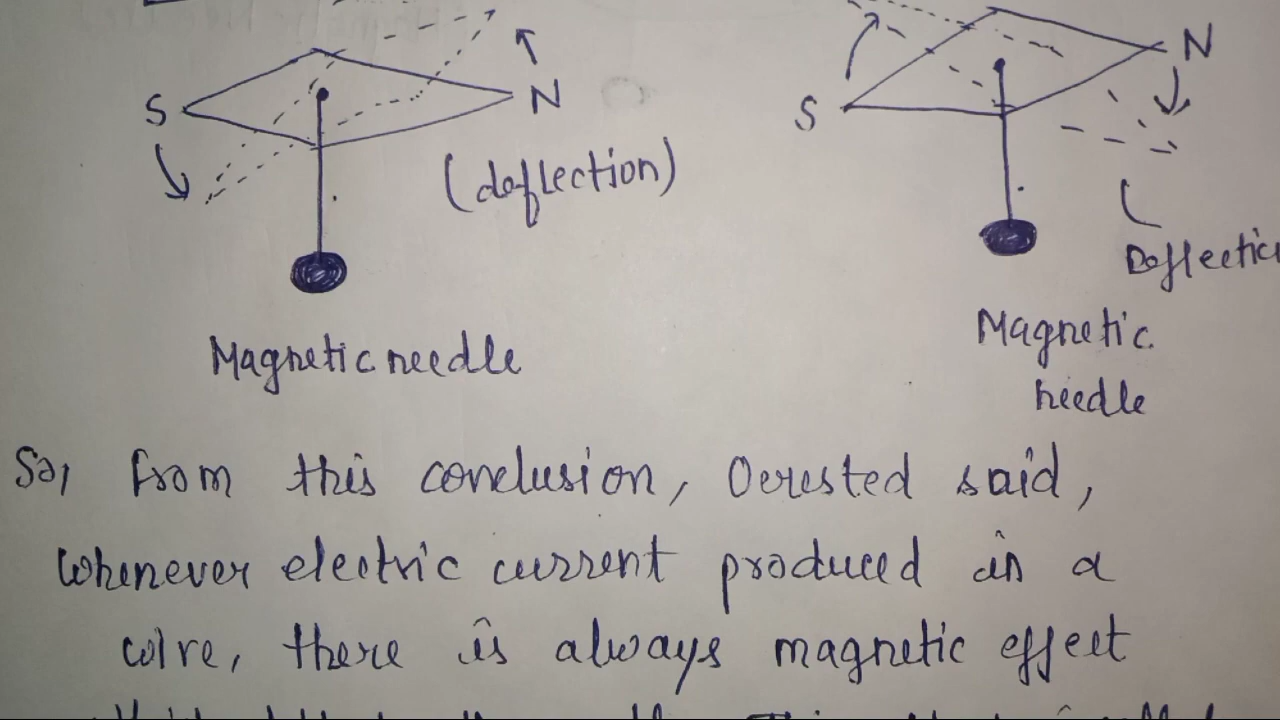 S
N
(deflection)
Magnetic needle
S
N
Deflectio
Magnetic
needle
So, from this conclusion, Oersted said,
whenever electric current produced in a
wire, there is always magnetic effect